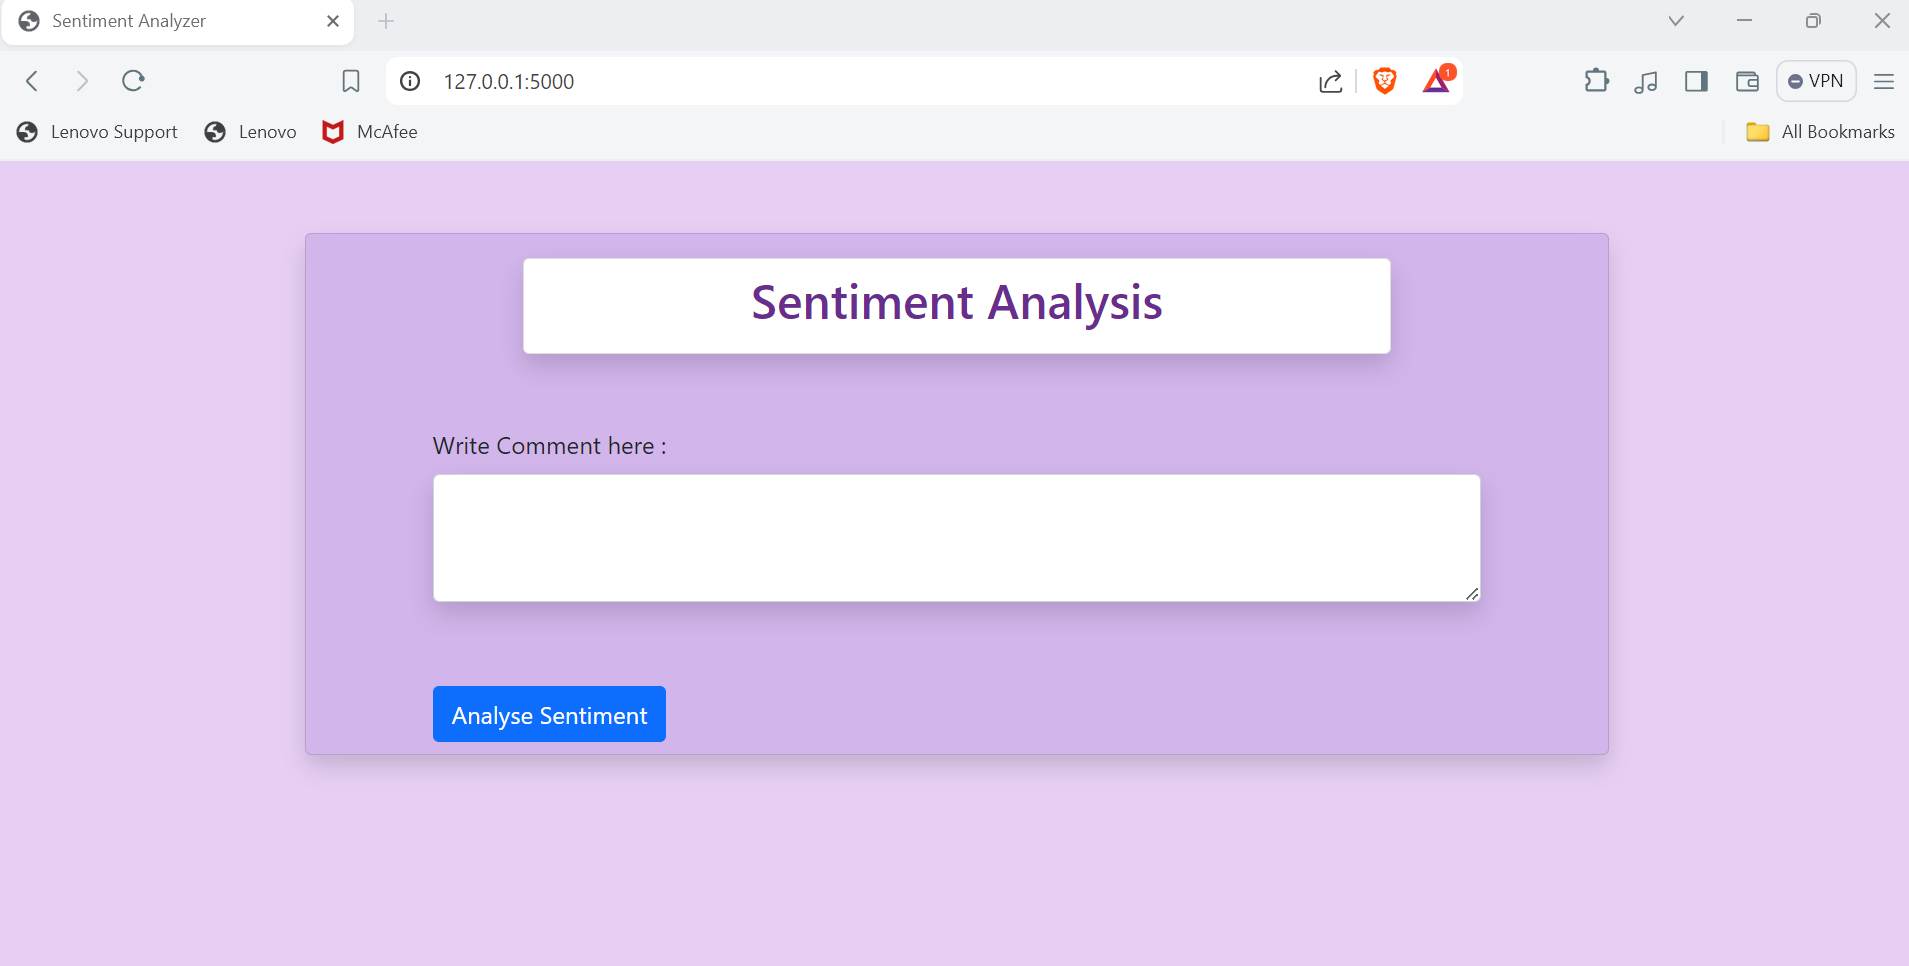 Sentiment Analyzer
127.0.0.1:5000
1
VPN
Lenovo Support Lenovo McAfee All Bookmarks
Sentiment Analysis
Write Comment here :
Analyse Sentiment